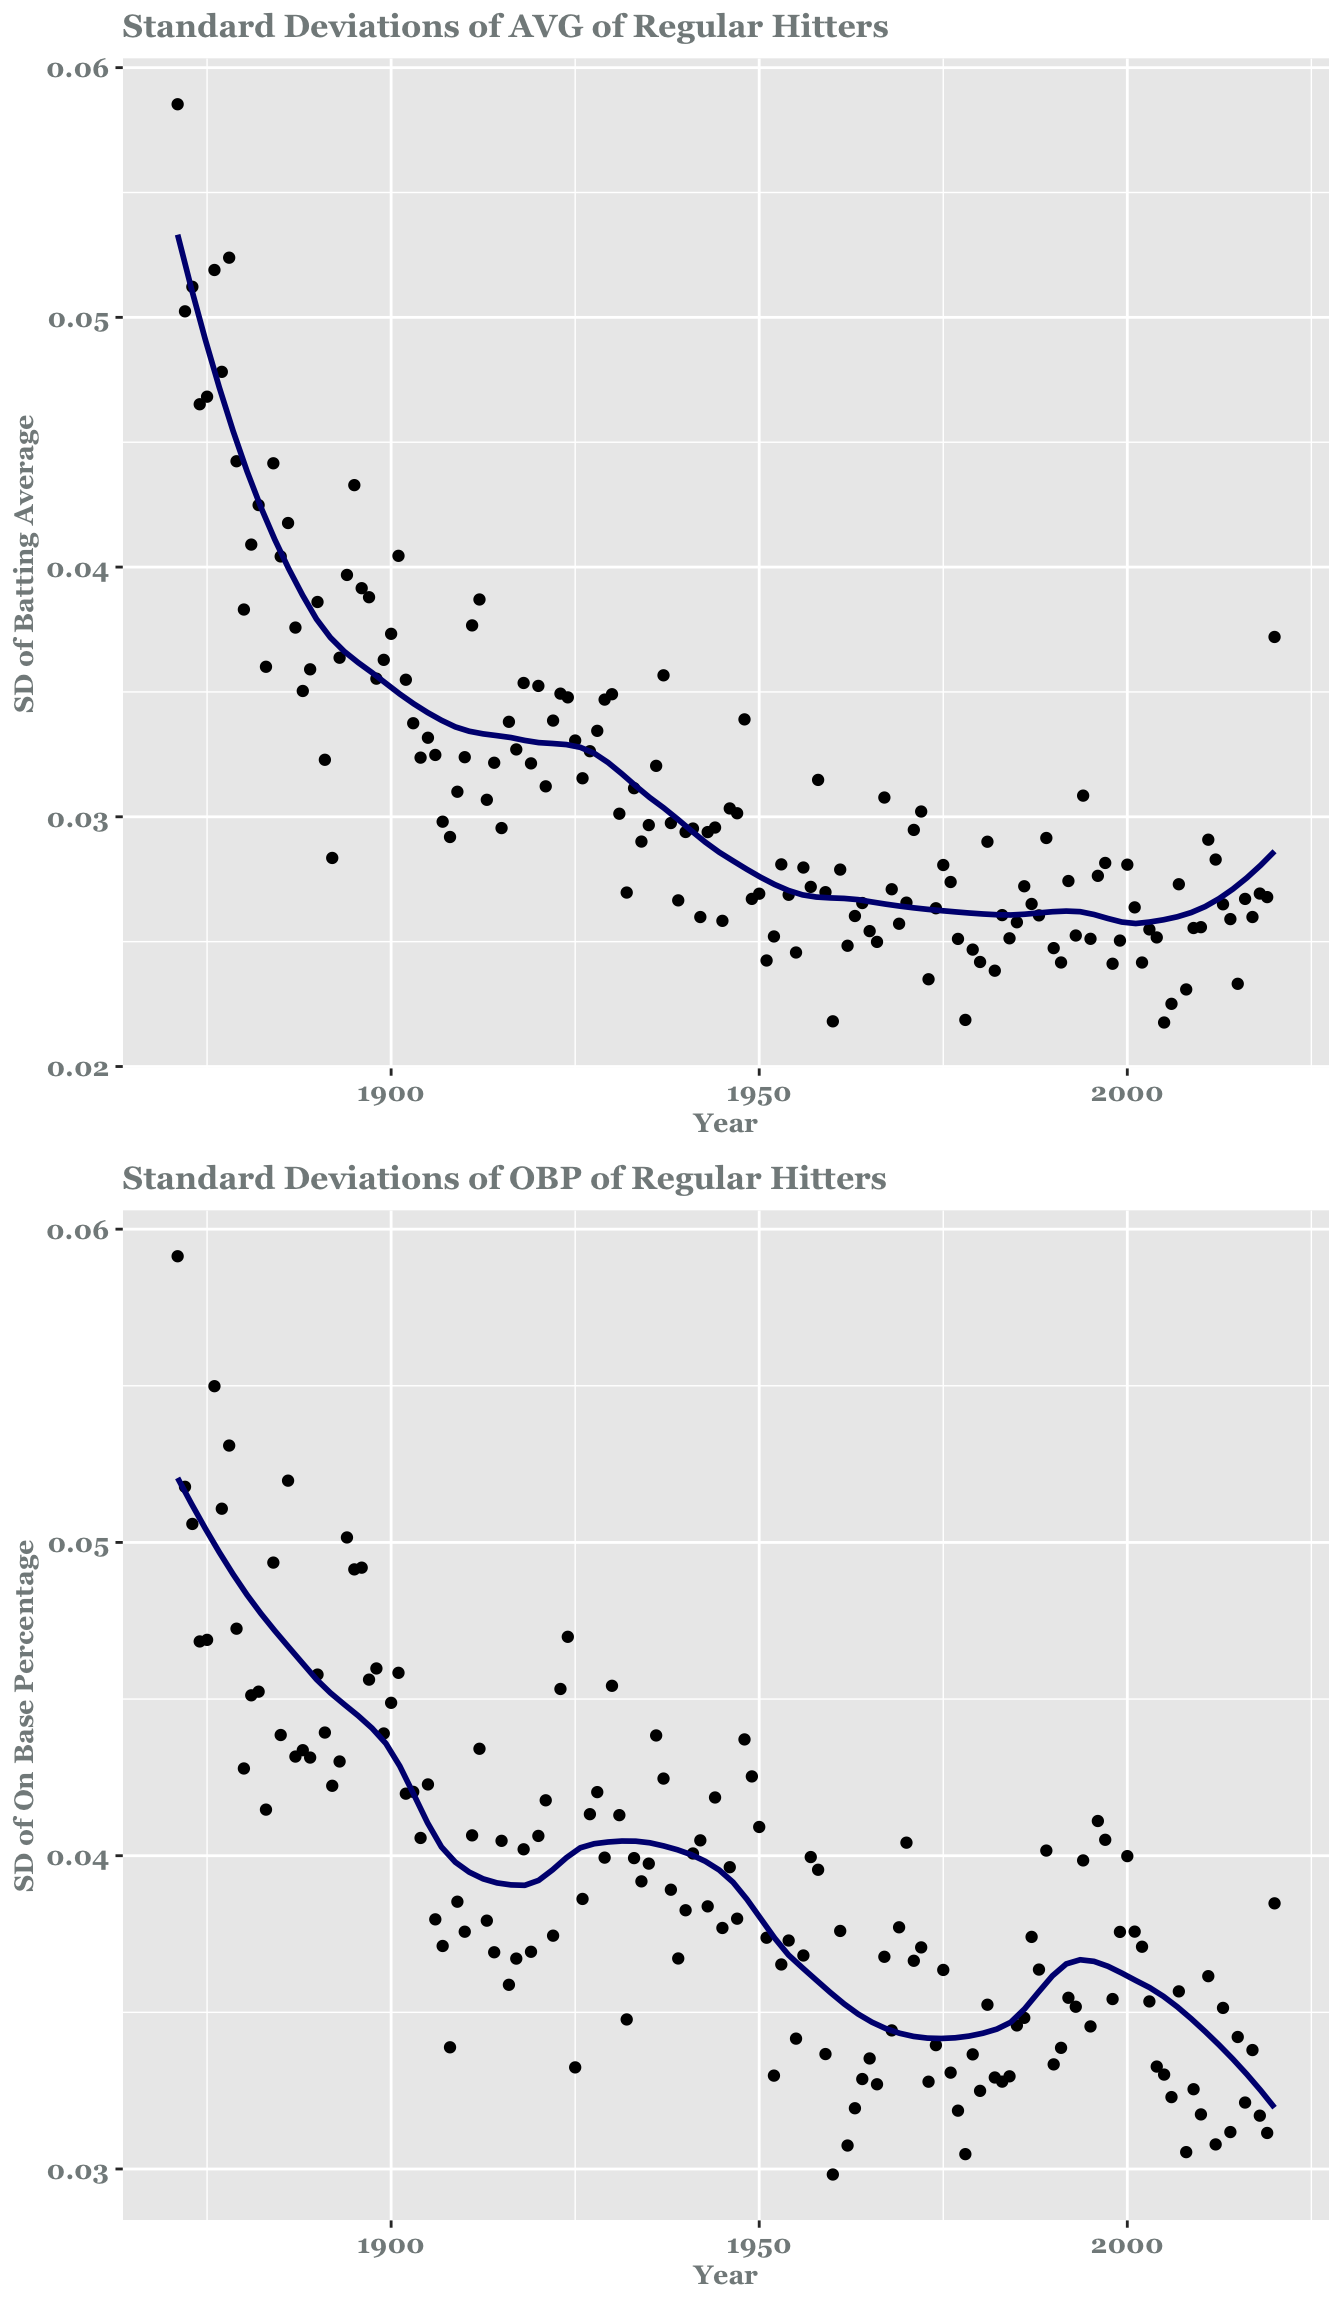 Standard Deviations of AVG of Regular Hitters
0.06
0.05
0.04
0.03
0.02
SD of Batting Average
1900 1950 2000
Year
Standard Deviations of OBP of Regular Hitters
0.06
0.05
0.04
0.03
SD of On Base Percentage
1900 1950 2000
Year